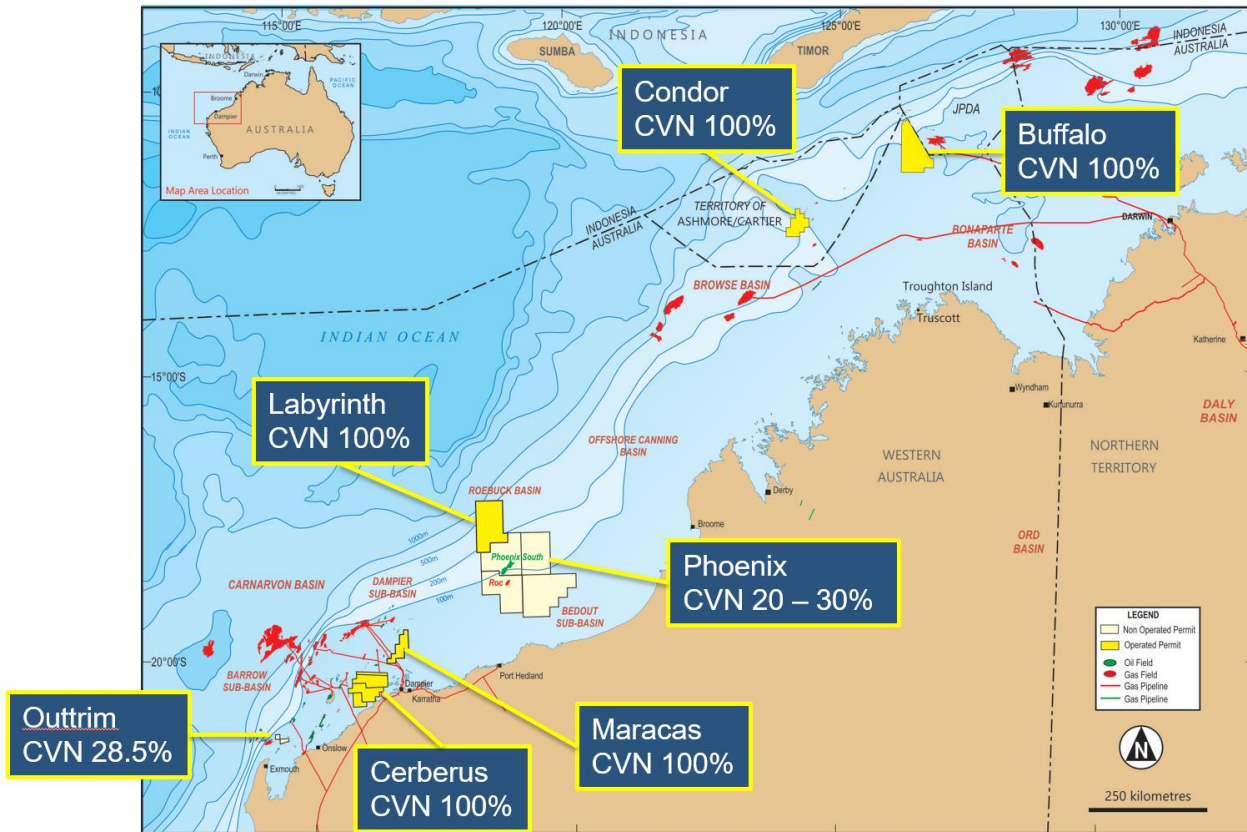 115°00'E
120°00'E
125°00'E
130°00'E
INDONESIA
SUMBA
TIMOR
INDONESIA
AUSTRALIA
INDONESIA
Darwin
PACIFIC
OCEAN
Broome
Dampier
INDIAN
OCEAN
AUSTRALIA
Perth
Map Area Location
Condor
CVN 100%
JPDA
Buffalo
CVN 100%
TERRITORY OF
ASHMORE/CARTIER
INDONESIA
AUSTRALIA
DARWIN
BONAPARTE
BASIN
BROWSE BASIN
Troughton Island
Truscott
INDIAN OCEAN
Katherine
15°00'S
Wyndham
Kununurra
DALY
BASIN
Labyrinth
CVN 100%
OFFSHORE CANNING
BASIN
WESTERN
AUSTRALIA
NORTHERN
TERRITORY
ROEBUCK BASIN
Derby
Broome
ORD
BASIN
1000m
500m
200m
100m
Phoenix South
Roc
Phoenix
CVN 20 – 30%
CARNARVON BASIN
DAMPIER
SUB-BASIN
BEDOUT
SUB-BASIN
LEGEND
Non Operated Permit
Operated Permit
Oil Field
Gas Field
Gas Pipeline
Gas Pipeline
20°00'S
BARROW
SUB-BASIN
Port Hedland
Dampier
Karratha
Outtrim
CVN 28.5%
Onslow
Exmouth
Maracas
CVN 100%
Cerberus
CVN 100%
N
250 kilometres